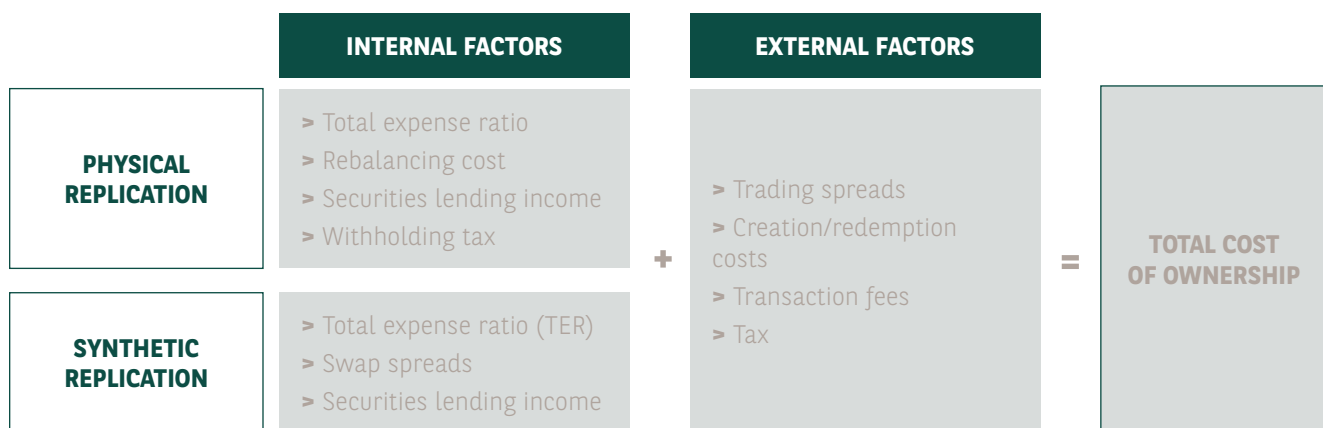 INTERNAL FACTORS
EXTERNAL FACTORS
PHYSICAL
REPLICATION
> Total expense ratio
> Rebalancing cost
> Securities lending income
> Withholding tax
SYNTHETIC
REPLICATION
> Total expense ratio (TER)
> Swap spreads
> Securities lending income
+
> Trading spreads
> Creation/redemption
costs
> Transaction fees
> Tax
=
TOTAL COST
OF OWNERSHIP